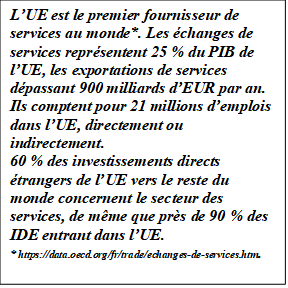 L'UE est le premier fournisseur de
services au monde*. Les échanges de
services représentent 25 % du PIB de
l'UE, les exportations de services
dépassant 900 milliards d'EUR par an.
Ils comptent pour 21 millions d'emplois
dans l'UE, directement ou
indirectement.
60 % des investissements directs
étrangers de l'UE vers le reste du
monde concernent le secteur des
services, de même que près de 90 % des
IDE entrant dans l'UE.
* https://data.oecd.org/fr/trade/echanges-de-services.htm.